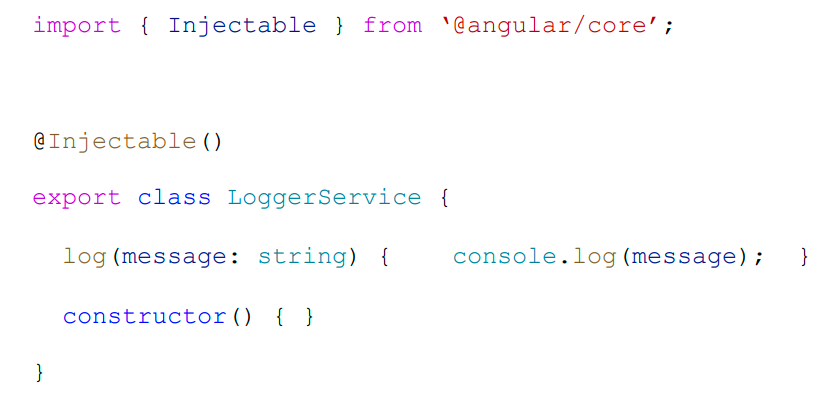 import { Injectable } from ‘@angular/core’;
@Injectable()
export class LoggerService {
log(message: string) {    console.log(message);  }
constructor() { }
}